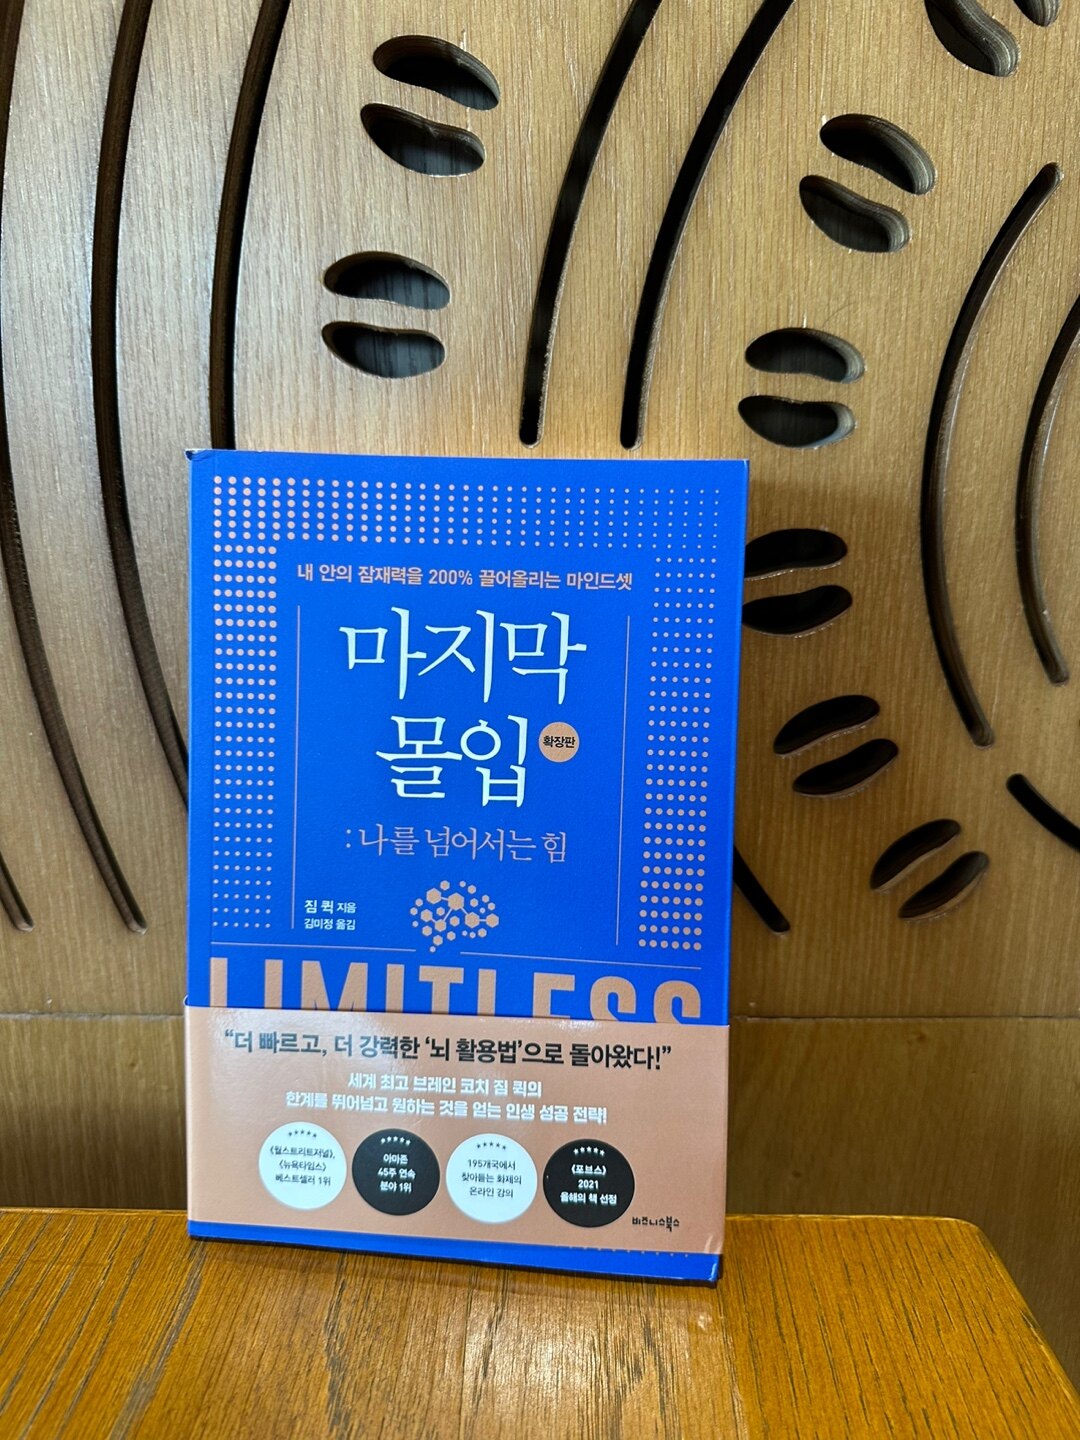 내 안의 잠재력을 200% 끌어올리는 마인드셋
마지막
몰입
확장판
: 나를 넘어서는 힘
짐 퀵 지음
김미정 옮김
LIMITLESS
“더 빠르고, 더 강력한 ‘뇌 활용법’으로 돌아왔다!”
세계 최고 브레인 코치 짐 퀵의
한계를 뛰어넘고 원하는 것을 얻는 인생 성공 전략!
《월스트리트저널》,
《뉴욕타임스》
베스트셀러 1위
아마존
45주 연속
분야 1위
195개국에서
찾아듣는 화제의
온라인 강의
《포브스》
2021
올해의 책 선정
비즈니스북스